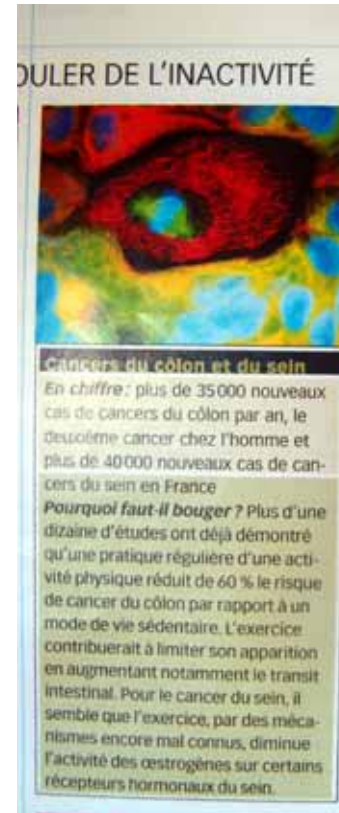 OULER DE L'INACTIVITÉ
Cancers du côlon et du sein
En chiffre : plus de 35 000 nouveaux
cas de cancers du côlon par an, le
deuxième cancer chez l'homme et
plus de 40 000 nouveaux cas de can-
cers du sein en France
Pourquoi faut-il bouger ? Plus d'une
dizaine d'études ont déjà démontré
qu'une pratique régulière d'une acti-
vité physique réduit de 60 % le risque
de cancer du côlon par rapport à un
mode de vie sédentaire. L'exercice
contribuerait à limiter son apparition
en augmentant notamment le transit
intestinal. Pour le cancer du sein, il
semble que l'exercice, par des méca-
nismes encore mal connus, diminue
l'activité des œstrogènes sur certains
récepteurs hormonaux du sein.